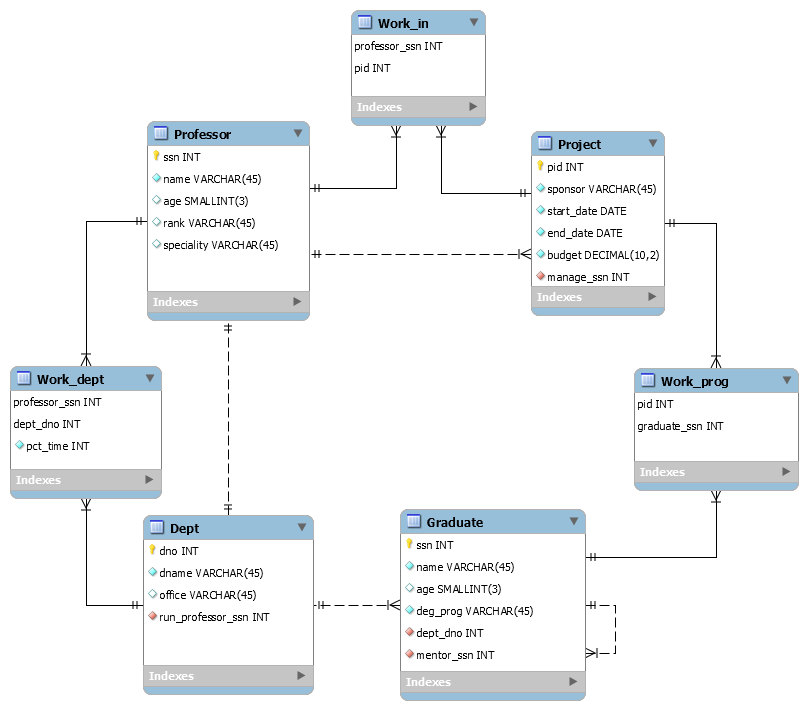 Work_in
professor_ssn INT
pid INT
Indexes
Professor
ssn INT
name VARCHAR(45)
age SMALLINT(3)
rank VARCHAR(45)
speciality VARCHAR(45)
Indexes
Project
pid INT
sponsor VARCHAR(45)
start_date DATE
end_date DATE
budget DECIMAL(10,2)
manage_ssn INT
Indexes
Work_dept
professor_ssn INT
dept_dno INT
pct_time INT
Indexes
Work_prog
pid INT
graduate_ssn INT
Indexes
Dept
dno INT
dname VARCHAR(45)
office VARCHAR(45)
run_professor_ssn INT
Indexes
Graduate
ssn INT
name VARCHAR(45)
age SMALLINT(3)
deg_prog VARCHAR(45)
dept_dno INT
mentor_ssn INT
Indexes